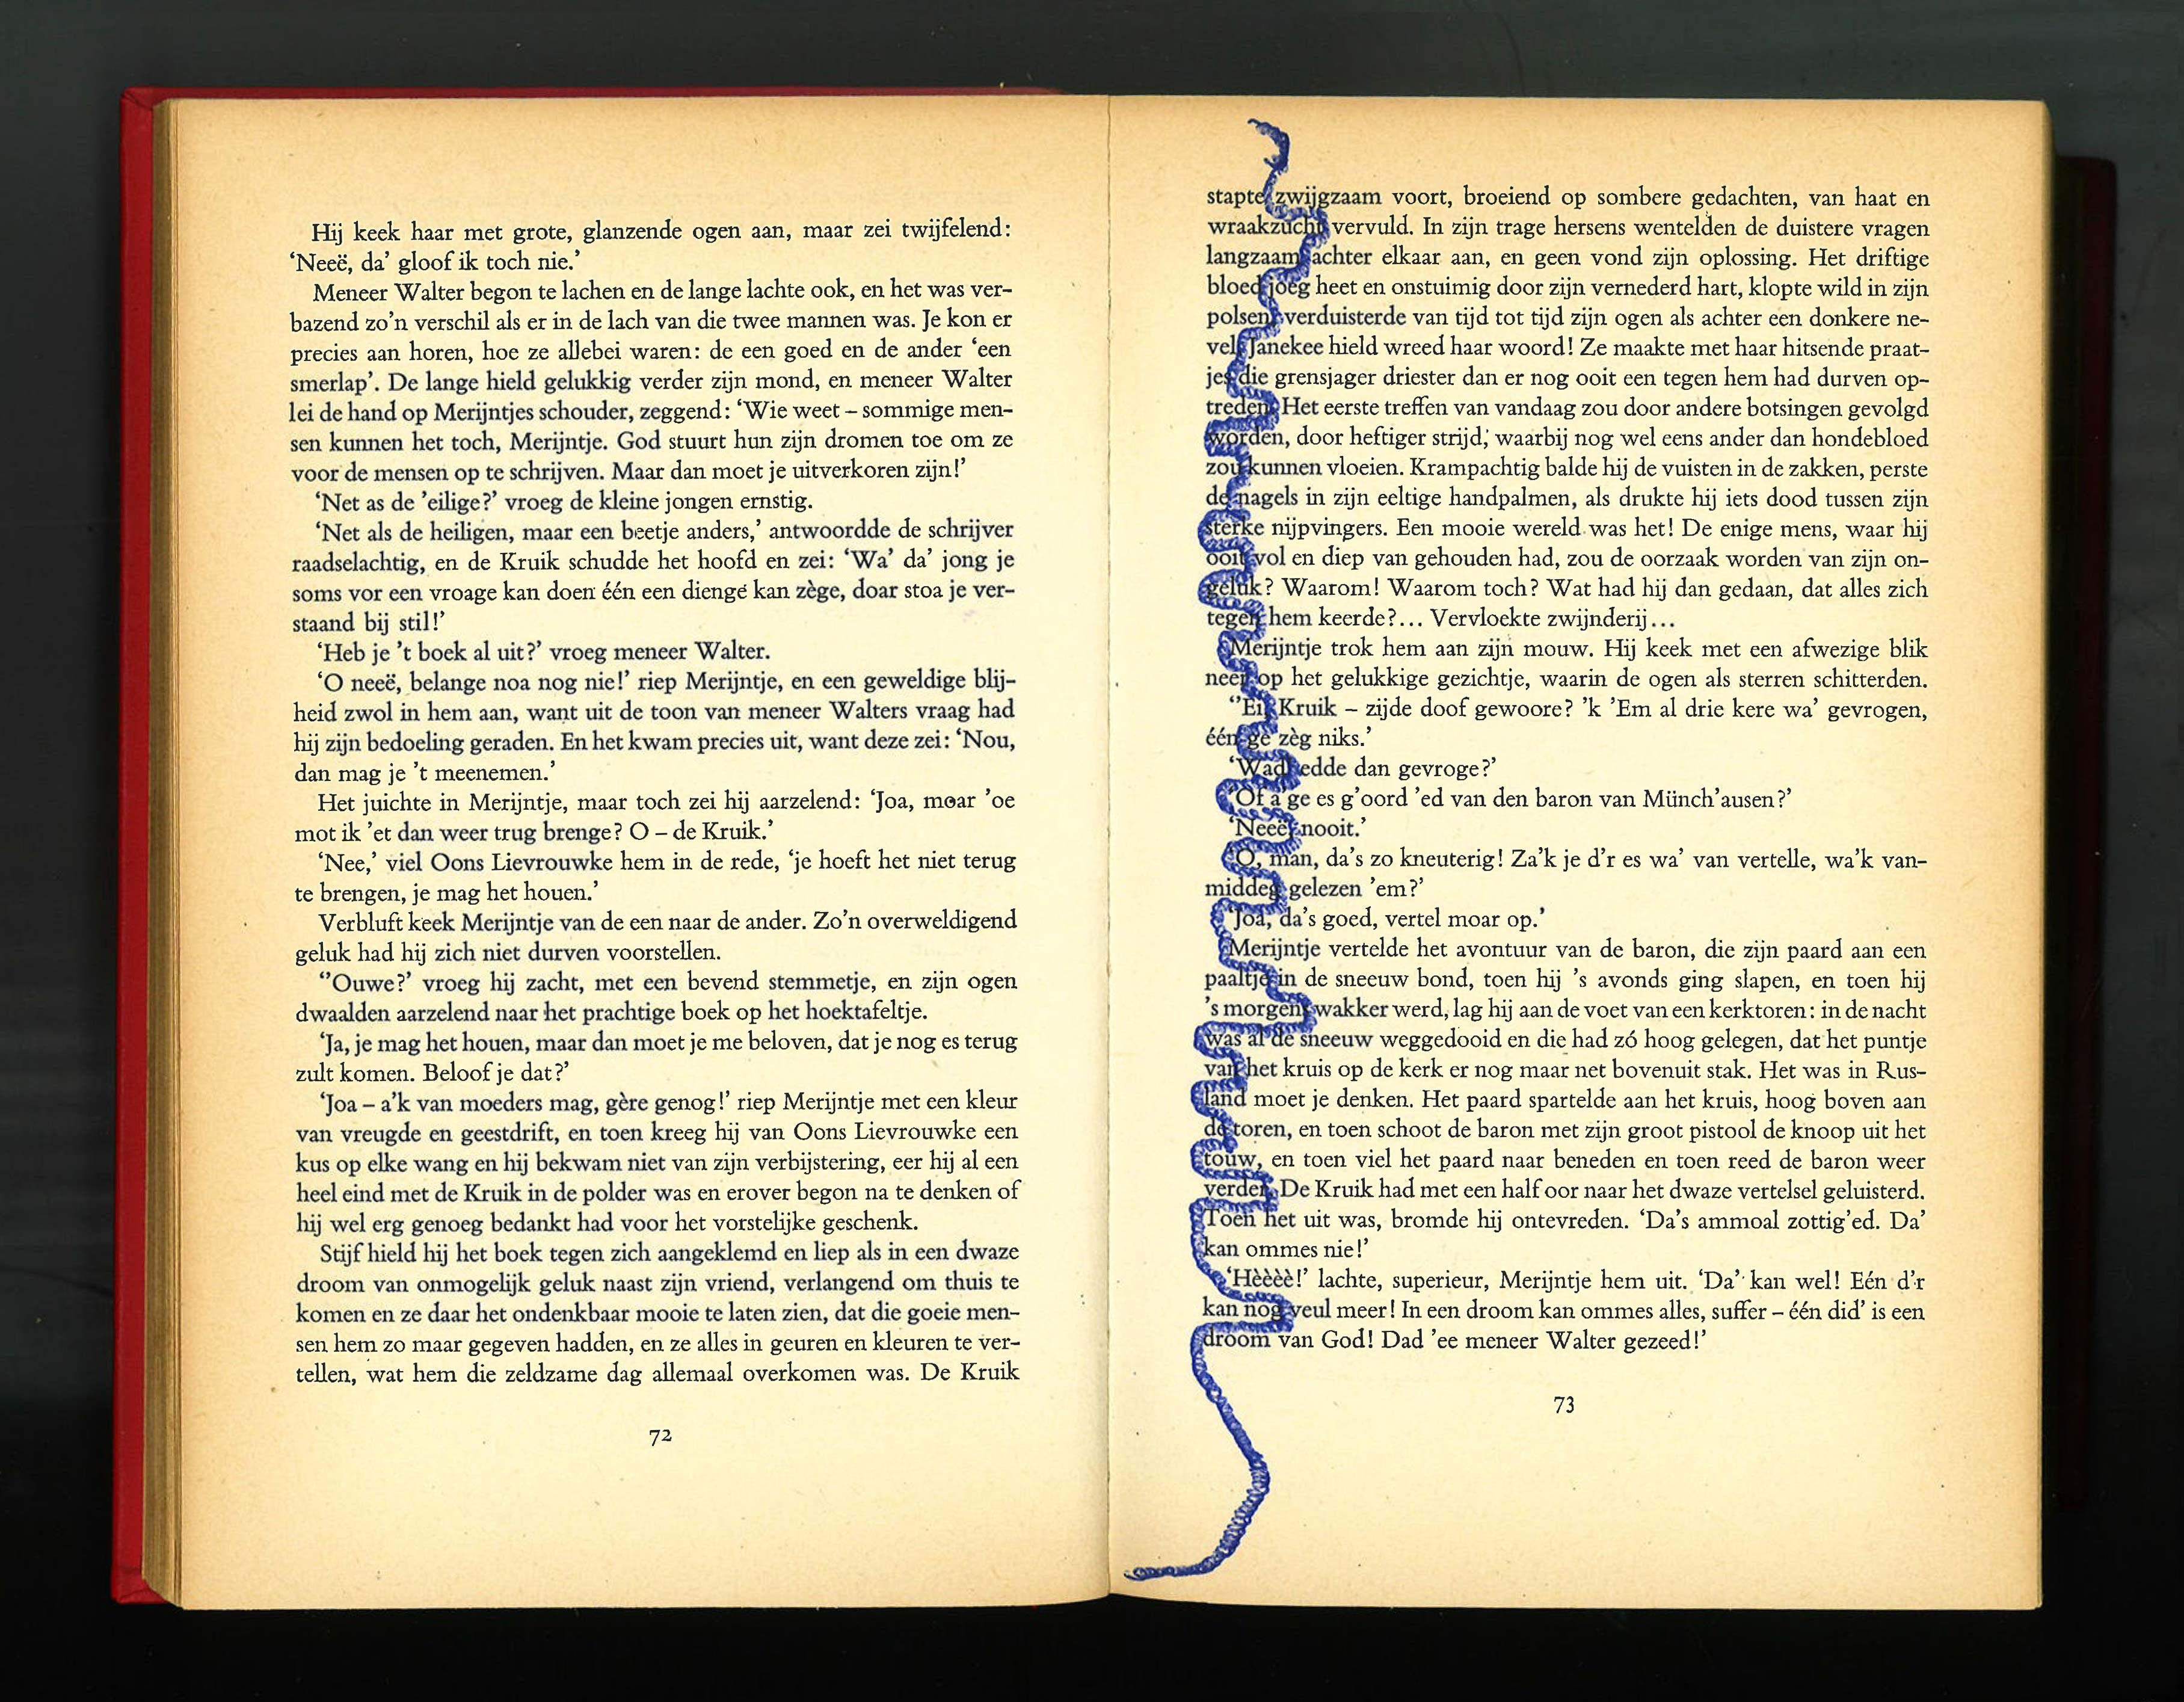 Hij keek haar met grote, glanzende ogen aan, maar zei twijfelend:
‘Neeë, da’ gloof ik toch nie.’
Meneer Walter begon te lachen en de lange lachte ook, en het was ver-
bazend zo’n verschil als er in de lach van die twee mannen was. Je kon er
precies aan horen, hoe ze allebei waren: de een goed en de ander ‘een
smerlap’. De lange hield gelukkig verder zijn mond, en meneer Walter
lei de hand op Merijntjes schouder, zeggend: ‘Wie weet – sommige men-
sen kunnen het toch, Merijntje. God stuurt hun zijn dromen toe om ze
voor de mensen op te schrijven. Maar dan moet je uitverkoren zijn!’
‘Net as de ’eilige?’ vroeg de kleine jongen ernstig.
‘Net als de heiligen, maar een beetje anders,’ antwoordde de schrijver
raadselachtig, en de Kruik schudde het hoofd en zei: ‘Wa’ da’ jong je
soms vor een vroage kan doen één een dienge kan zège, doar stoa je ver-
staand bij stil!’
‘Heb je ’t boek al uit?’ vroeg meneer Walter.
‘O neeë, belange noa nog nie!’ riep Merijntje, en een geweldige blij-
heid zwol in hem aan, want uit de toon van meneer Walters vraag had
hij zijn bedoeling geraden. En het kwam precies uit, want deze zei: ‘Nou,
dan mag je ’t meenemen.’
Het juichte in Merijntje, maar toch zei hij aarzelend: ‘Joa, moar ’oe
mot ik ’et dan weer trug brenge? O – de Kruik.’
‘Nee,’ viel Oons Lievrouwke hem in de rede, ‘je hoeft het niet terug
te brengen, je mag het houen.’
Verbluft keek Merijntje van de een naar de ander. Zo’n overweldigend
geluk had hij zich niet durven voorstellen.
‘’Ouwe?’ vroeg hij zacht, met een bevend stemmetje, en zijn ogen
dwaalden aarzelend naar het prachtige boek op het hoektafeltje.
‘Ja, je mag het houen, maar dan moet je me beloven, dat je nog es terug
zult komen. Beloof je dat?’
‘Joa – a’k van moeders mag, gère genog!’ riep Merijntje met een kleur
van vreugde en geestdrift, en toen kreeg hij van Oons Lievrouwke een
kus op elke wang en hij bekwam niet van zijn verbijstering, eer hij al een
heel eind met de Kruik in de polder was en erover begon na te denken of
hij wel erg genoeg bedankt had voor het vorstelijke geschenk.
Stijf hield hij het boek tegen zich aangeklemd en liep als in een dwaze
droom van onmogelijk geluk naast zijn vriend, verlangend om thuis te
komen en ze daar het ondenkbaar mooie te laten zien, dat die goeie men-
sen hem zo maar gegeven hadden, en ze alles in geuren en kleuren te ver-
tellen, wat hem die zeldzame dag allemaal overkomen was. De Kruik
72
stapte zwijgzaam voort, broeiend op sombere gedachten, van haat en
wraakzucht vervuld. In zijn trage hersens wentelden de duistere vragen
langzaam achter elkaar aan, en geen vond zijn oplossing. Het driftige
bloed joeg heet en onstuimig door zijn vernederd hart, klopte wild in zijn
polsen, verduisterde van tijd tot tijd zijn ogen als achter een donkere ne-
vel. Janekee hield wreed haar woord! Ze maakte met haar hitsende praat-
jes die grensjager driester dan er nog ooit een tegen hem had durven op-
treden. Het eerste treffen van vandaag zou door andere botsingen gevolgd
worden, door heftiger strijd, waarbij nog wel eens ander dan hondebloed
zou kunnen vloeien. Krampachtig balde hij de vuisten in de zakken, perste
de nagels in zijn eeltige handpalmen, als drukte hij iets dood tussen zijn
sterke nijpvingers. Een mooie wereld was het! De enige mens, waar hij
ooit vol en diep van gehouden had, zou de oorzaak worden van zijn on-
geluk? Waarom! Waarom toch? Wat had hij dan gedaan, dat alles zich
tegen hem keerde?... Vervloekte zwijnderij...
Merijntje trok hem aan zijn mouw. Hij keek met een afwezige blik
neer op het gelukkige gezichtje, waarin de ogen als sterren schitterden.
‘’Ei, Kruik – zijde doof gewoore? ’k ’Em al drie kere wa’ gevrogen,
één ge zèg niks.’
‘Wad hedde dan gevroge?’
‘Of a’ge es g’oord ’ed van den baron van Münch’ausen?’
‘Neeë, nooit.’
‘O, man, da’s zo kneuterig! Za’k je d’r es wa’ van vertelle, wa’k van-
middeg gelezen ’em?’
‘Joa, da’s goed, vertel moar op.’
Merijntje vertelde het avontuur van de baron, die zijn paard aan een
paaltje in de sneeuw bond, toen hij ’s avonds ging slapen, en toen hij
’s morgens wakker werd, lag hij aan de voet van een kerktoren: in de nacht
was al de sneeuw weggedooid en die had zó hoog gelegen, dat het puntje
van het kruis op de kerk er nog maar net bovenuit stak. Het was in Rus-
land moet je denken. Het paard spartelde aan het kruis, hoog boven aan
de toren, en toen schoot de baron met zijn groot pistool de knoop uit het
touw, en toen viel het paard naar beneden en toen reed de baron weer
verder. De Kruik had met een half oor naar het dwaze vertelsel geluisterd.
Toen het uit was, bromde hij ontevreden. ‘Da’s ammoal zottig’ed. Da’
kan ommes nie!’
‘Hèèèè!’ lachte, superieur, Merijntje hem uit. ‘Da’ kan wel! Eén d’r
kan nog veul meer! In een droom kan ommes alles, suffer – één did’ is een
droom van God! Dad ’ee meneer Walter gezeed!’
73